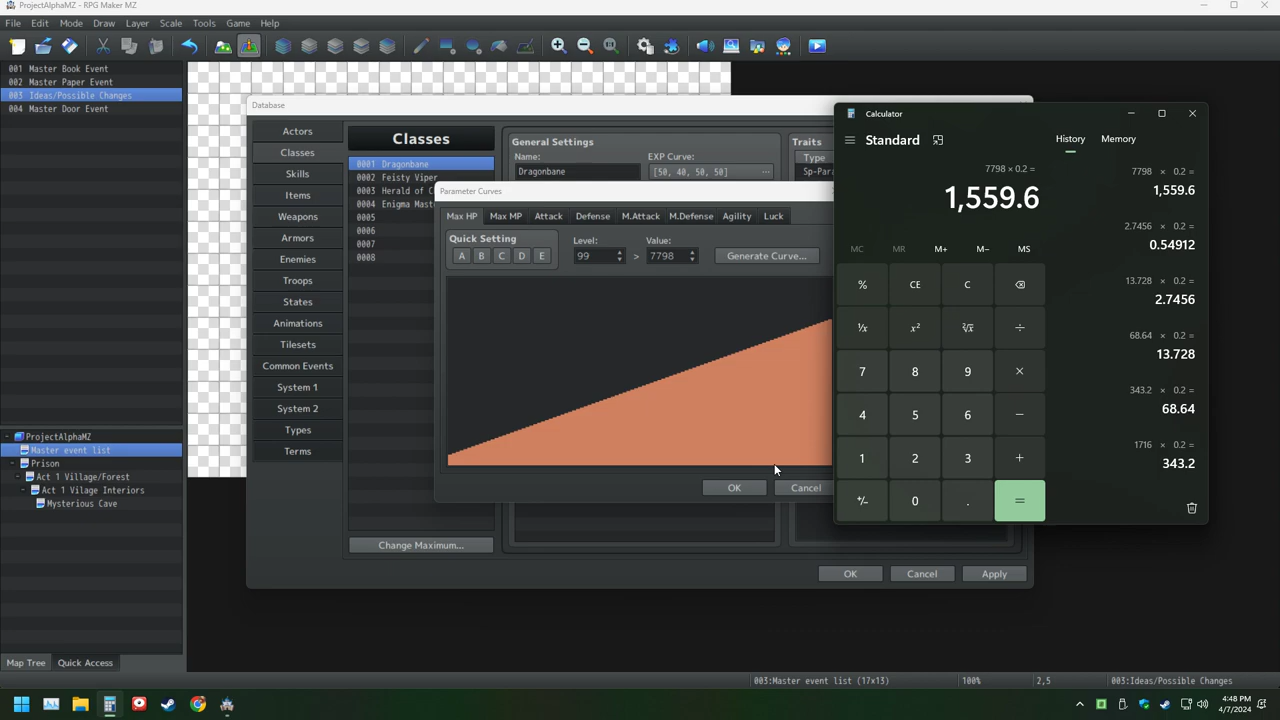 ProjectAlphaMZ - RPG Maker MZ
File Edit Mode Draw Layer Scale Tools Game Help
001 Master Book Event
002 Master Paper Event
003 Ideas/Possible Changes
004 Master Door Event
ProjectAlphaMZ
Master event list
Prison
Act 1 Village/Forest
Act 1 Vilage Interiors
Mysterious Cave
Map Tree Quick Access
Database
Actors
Classes
Skills
Items
Weapons
Armors
Enemies
Troops
States
Animations
Tilesets
Common Events
System 1
System 2
Types
Terms
Classes
0001 Dragonbane
0002 Feisty Viper
0003 Herald of C
0004 Enigma Mast
0005
0006
0007
0008
Change Maximum...
General Settings
Name:
Dragonbane
EXP Curve:
[50, 40, 50, 50] ...
Traits
Type
Sp-Para
Parameter Curves
Max HP Max MP Attack Defense M.Attack M.Defense Agility Luck
Quick Setting
A B C D E
Level:
99
>
Value:
7798
Generate Curve...
OK Cancel
OK Cancel Apply
Calculator
Standard
History Memory
7798 × 0.2 =
1,559.6
MC MR M+ M− MS
% CE C
¹/x x² ²√x ÷
7 8 9 ×
4 5 6 −
1 2 3 +
+/− 0 . =
7798 × 0.2 =
1,559.6
2.7456 × 0.2 =
0.54912
13.728 × 0.2 =
2.7456
68.64 × 0.2 =
13.728
343.2 × 0.2 =
68.64
1716 × 0.2 =
343.2
003:Master event list (17x13) 100% 2,5 003:Ideas/Possible Changes
4:48 PM
4/7/2024